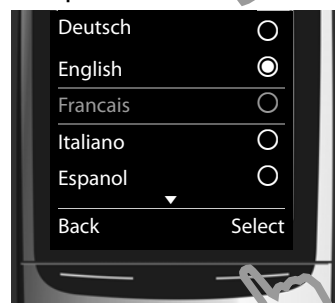 Deutsch
English
Francais
Italiano
Espanol
Back Select